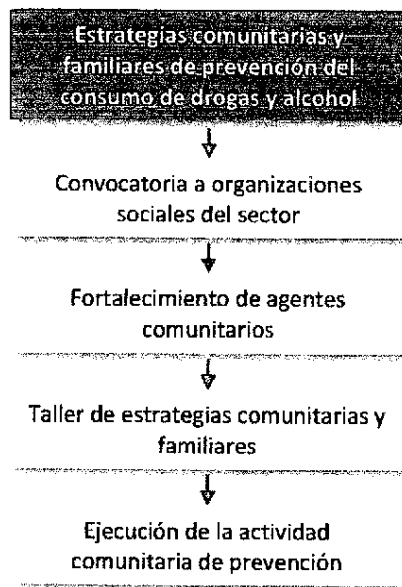 Estrategias comunitarias y
familiares de prevención del
consumo de drogas y alcohol
Convocatoria a organizaciones
sociales del sector
Fortalecimiento de agentes
comunitarios
Taller de estrategias comunitarias y
familiares
Ejecución de la actividad
comunitaria de prevención